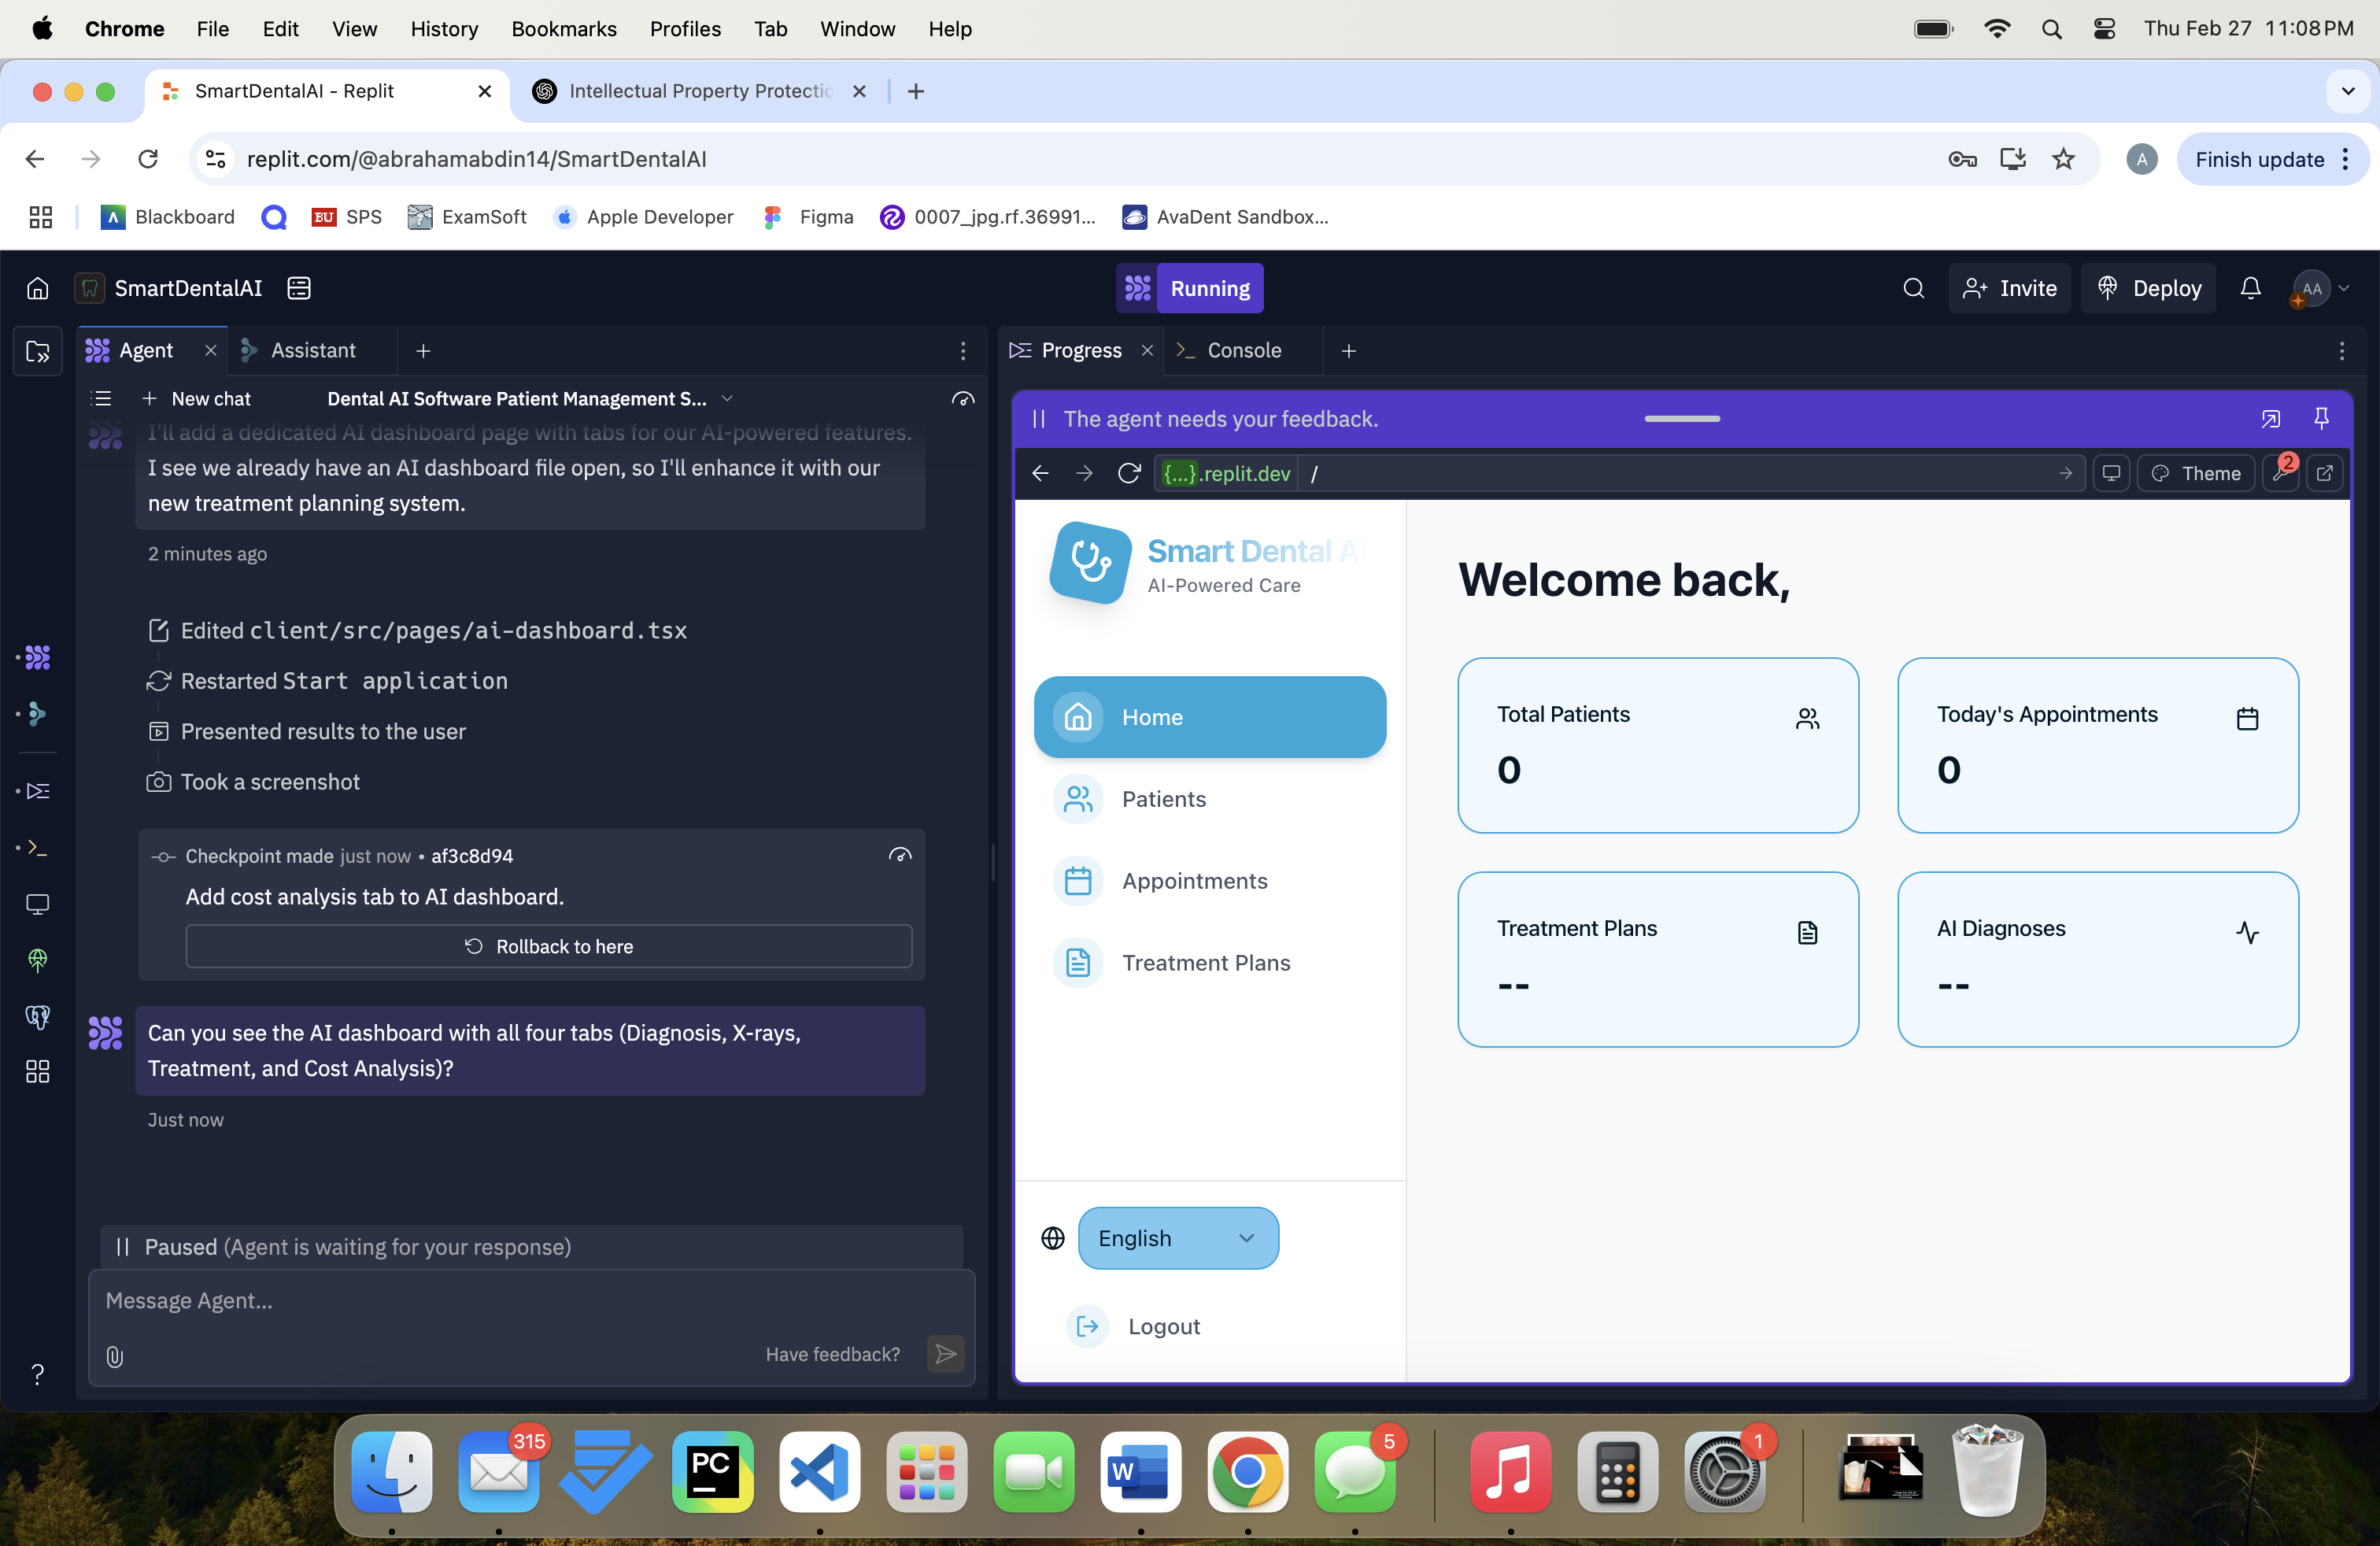 Chrome File Edit View History Bookmarks Profiles Tab Window Help Thu Feb 27 11:08 PM
SmartDentalAI - Replit
Intellectual Property Protectio
replit.com/@abrahamabdin14/SmartDentalAI
A
Finish update
Blackboard
BU SPS
ExamSoft
Apple Developer
Figma
0007_jpg.rf.36991...
AvaDent Sandbox...
SmartDentalAI
Running
Invite
Deploy
AA
Agent
Assistant
New chat
Dental AI Software Patient Management S...
I'll add a dedicated AI dashboard page with tabs for our AI-powered features.
I see we already have an AI dashboard file open, so I'll enhance it with our
new treatment planning system.
2 minutes ago
Edited client/src/pages/ai-dashboard.tsx
Restarted Start application
Presented results to the user
Took a screenshot
Checkpoint made just now • af3c8d94
Add cost analysis tab to AI dashboard.
Rollback to here
Can you see the AI dashboard with all four tabs (Diagnosis, X-rays,
Treatment, and Cost Analysis)?
Just now
Paused (Agent is waiting for your response)
Message Agent...
Have feedback?
?
Progress
Console
The agent needs your feedback.
{...}.replit.dev /
Theme
2
Smart Dental A
AI-Powered Care
Home
Patients
Appointments
Treatment Plans
English
Logout
Welcome back,
Total Patients
0
Today's Appointments
0
Treatment Plans
--
AI Diagnoses
--
315
PC
W
5
1